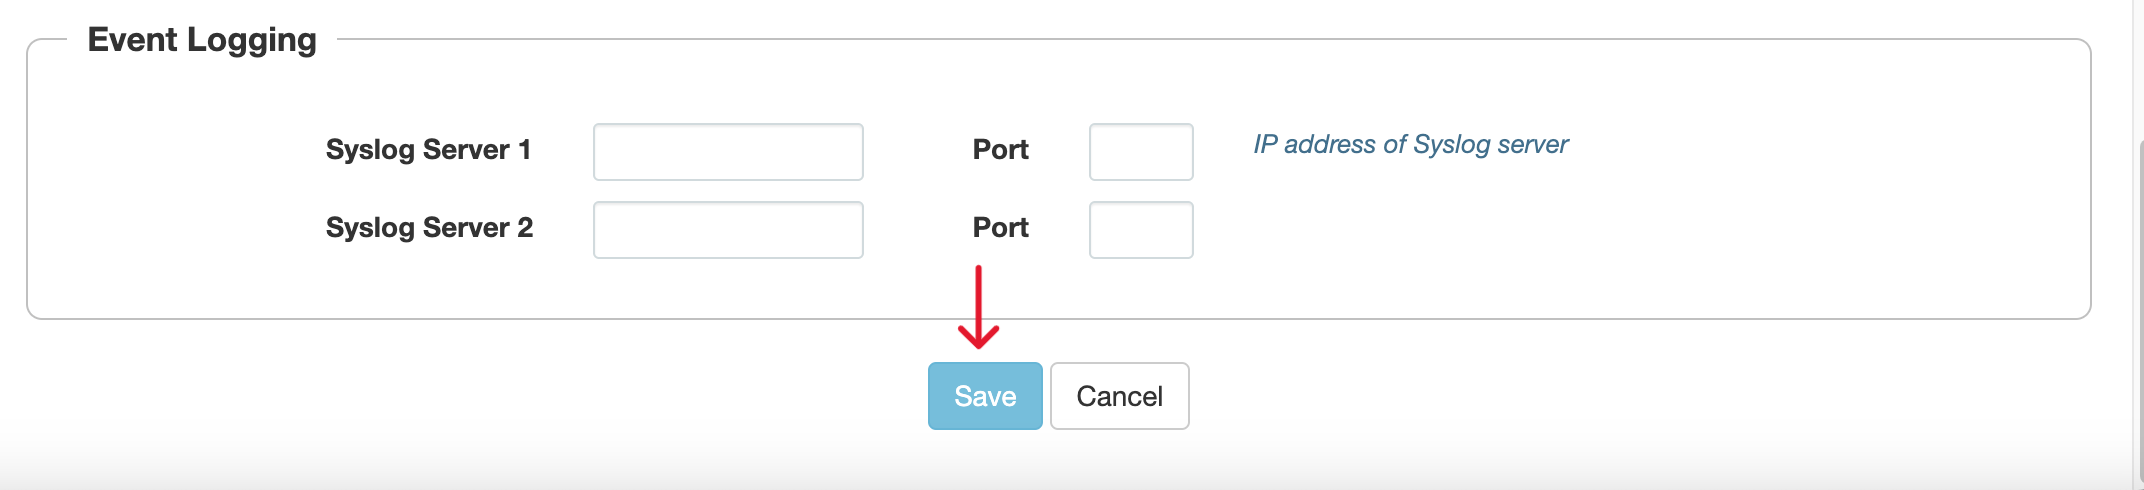 Event Logging
Syslog Server 1 Port IP address of Syslog server
Syslog Server 2 Port
Save Cancel